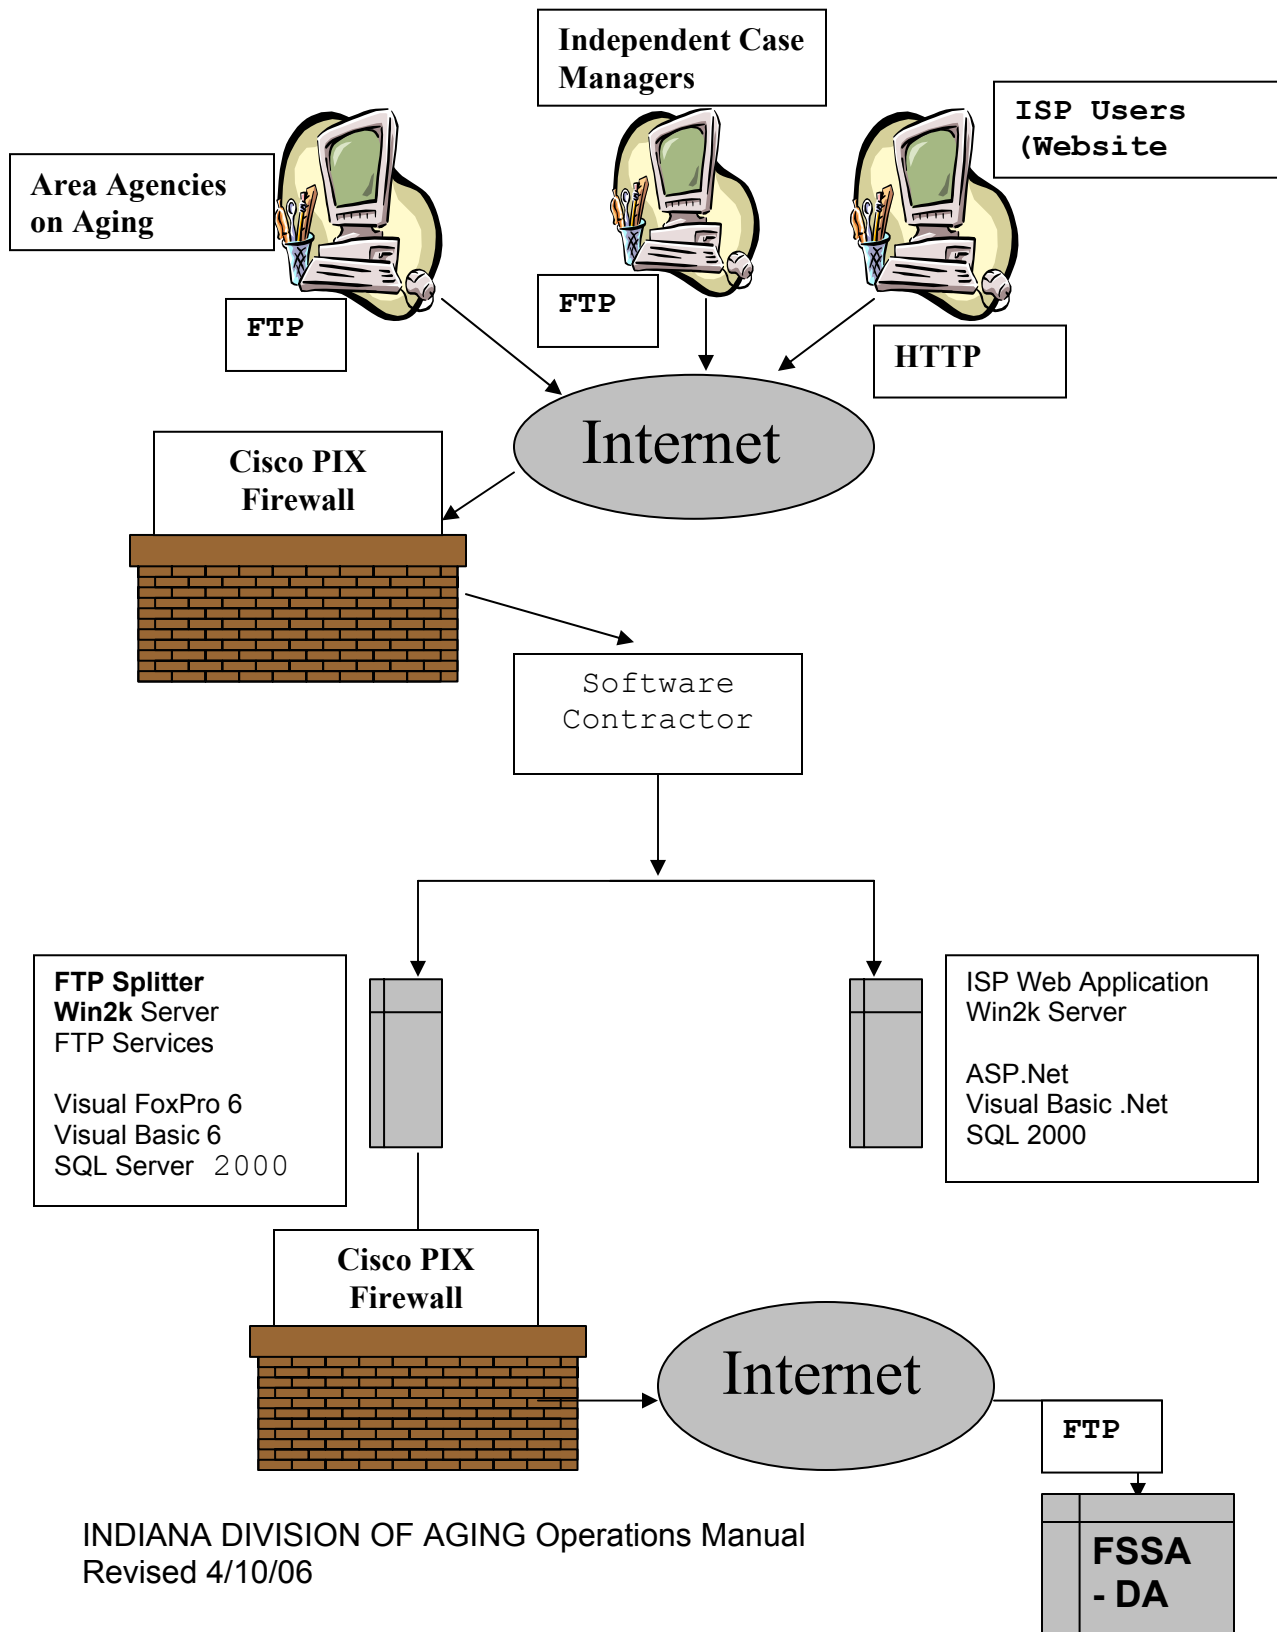 Independent Case
Managers
ISP Users
(Website
Area Agencies
on Aging
FTP
FTP
HTTP
Internet
Cisco PIX
Firewall
Software
Contractor
FTP Splitter
Win2k Server
FTP Services
Visual FoxPro 6
Visual Basic 6
SQL Server 2000
ISP Web Application
Win2k Server
ASP.Net
Visual Basic .Net
SQL 2000
Cisco PIX
Firewall
Internet
FTP
FSSA
- DA
INDIANA DIVISION OF AGING Operations Manual
Revised 4/10/06